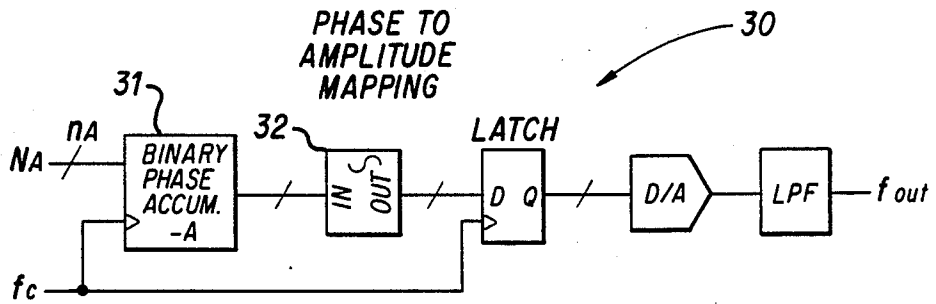 PHASE TO
AMPLITUDE
MAPPING
30
31
32
LATCH
NA
nA
BINARY
PHASE
ACCUM.
-A
IN
OUT
D Q
D/A
LPF
fout
fc